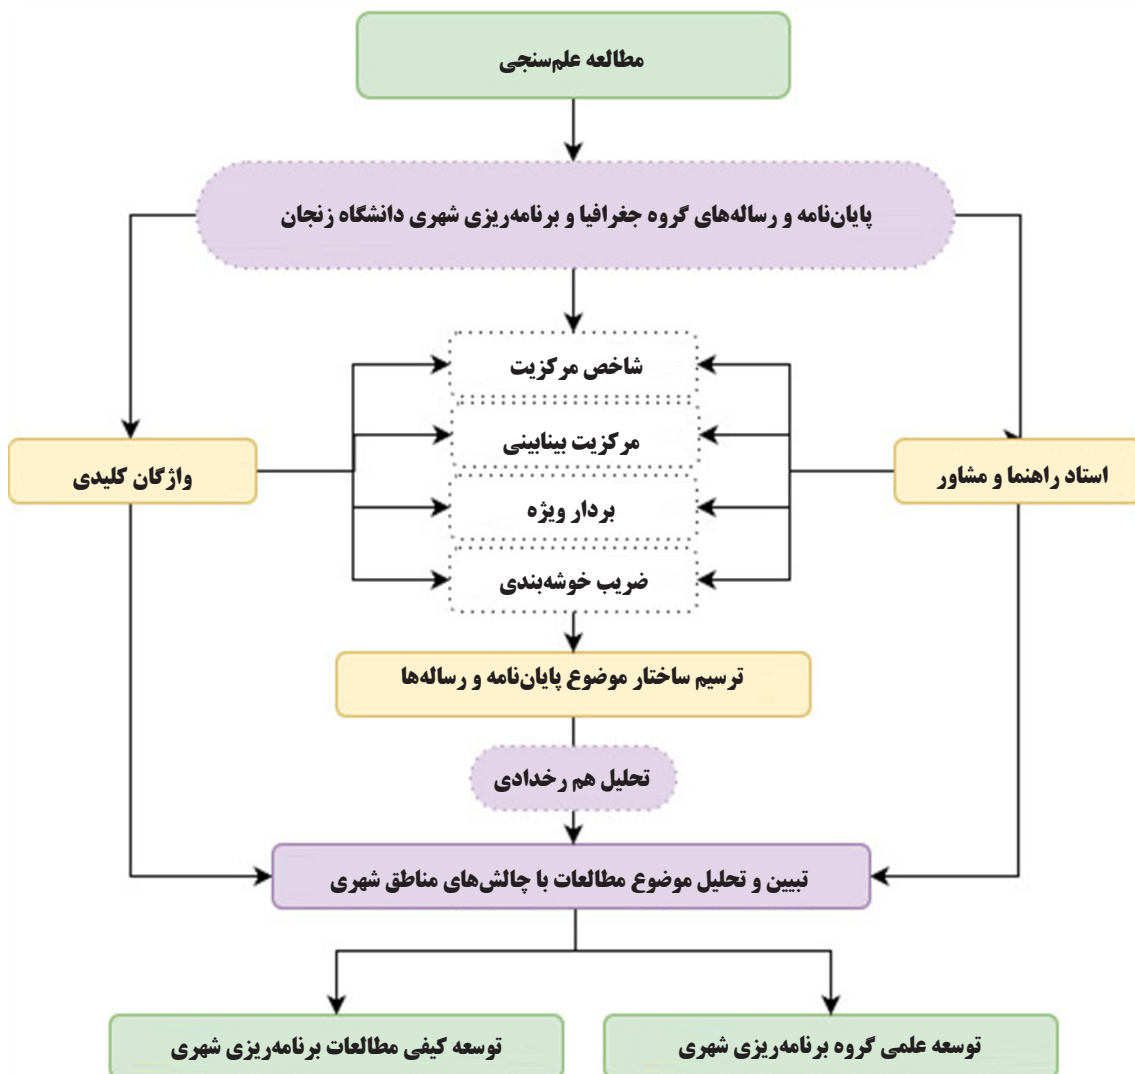 مطالعه علم‌سنجی
پایان‌نامه و رساله‌های گروه جغرافیا و برنامه‌ریزی شهری دانشگاه زنجان
شاخص مرکزیت
مرکزیت بینابینی
استاد راهنما و مشاور
واژگان کلیدی
بردار ویژه
ضریب خوشه‌بندی
ترسیم ساختار موضوع پایان‌نامه و رساله‌ها
تحلیل هم رخدادی
تبیین و تحلیل موضوع مطالعات با چالش‌های مناطق شهری
توسعه علمی گروه برنامه‌ریزی شهری
توسعه کیفی مطالعات برنامه‌ریزی شهری